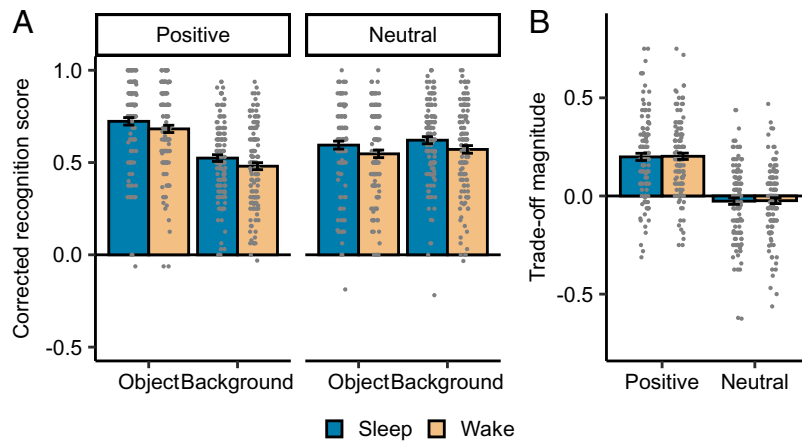 A
Positive
Neutral
Corrected recognition score
1.0
0.5
0.0
-0.5
Object
Background
Object
Background
B
Trade-off magnitude
0.5
0.0
-0.5
Positive
Neutral
Sleep
Wake